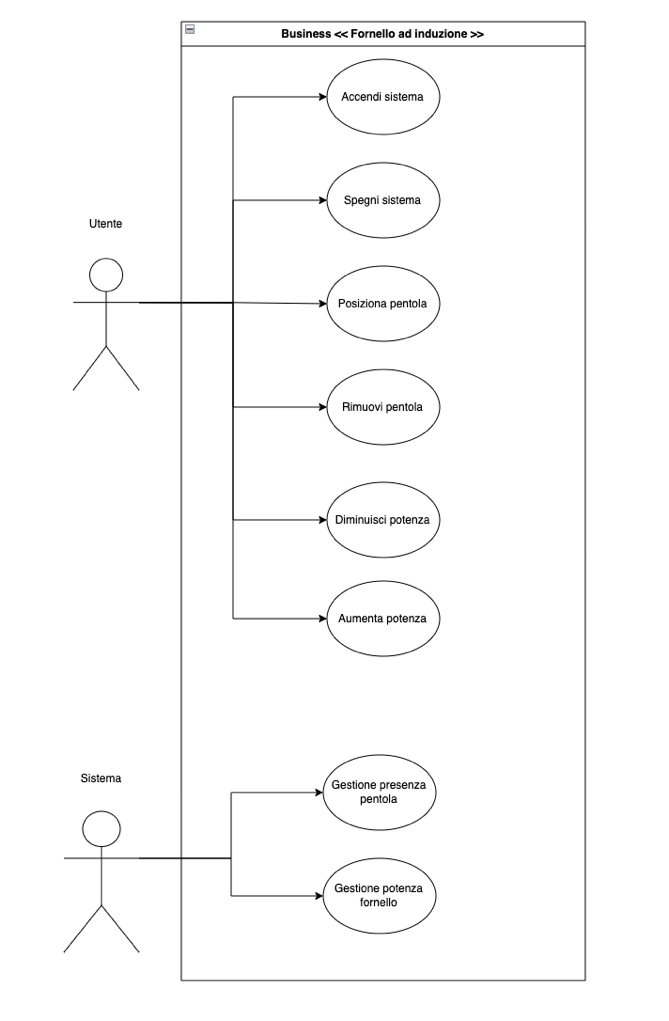 Business << Fornello ad induzione >>
Accendi sistema
Spegni sistema
Utente
Posiziona pentola
Rimuovi pentola
Diminuisci potenza
Aumenta potenza
Sistema
Gestione presenza
pentola
Gestione potenza
fornello